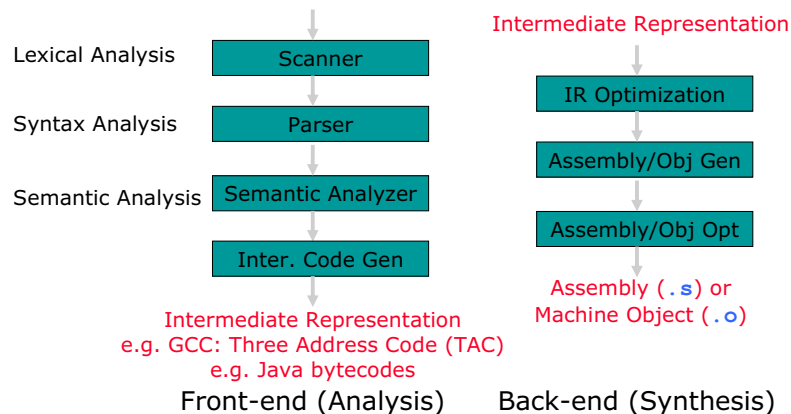 Lexical Analysis
Scanner
Syntax Analysis
Parser
Semantic Analysis
Semantic Analyzer
Inter. Code Gen
Intermediate Representation
e.g. GCC: Three Address Code (TAC)
e.g. Java bytecodes
Front-end (Analysis)
Intermediate Representation
IR Optimization
Assembly/Obj Gen
Assembly/Obj Opt
Assembly (.s) or
Machine Object (.o)
Back-end (Synthesis)